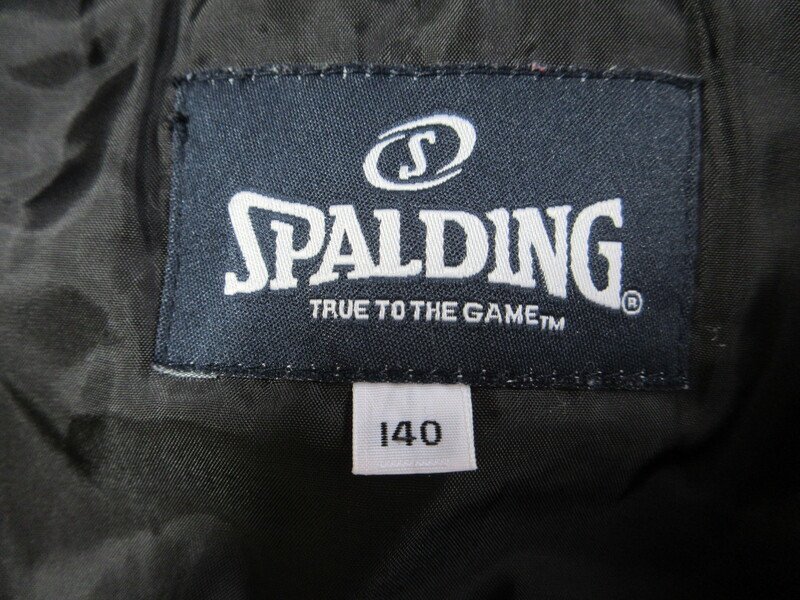 S
SPALDING®
TRUE TO THE GAME™
140